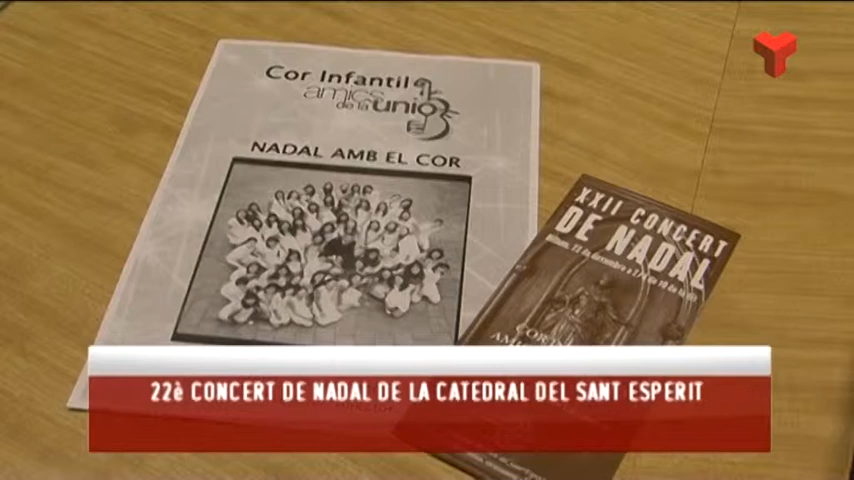 Cor Infantil
amics
de la unió
NADAL AMB EL COR
XXII CONCERT
DE NADAL
22è CONCERT DE NADAL DE LA CATEDRAL DEL SANT ESPERIT